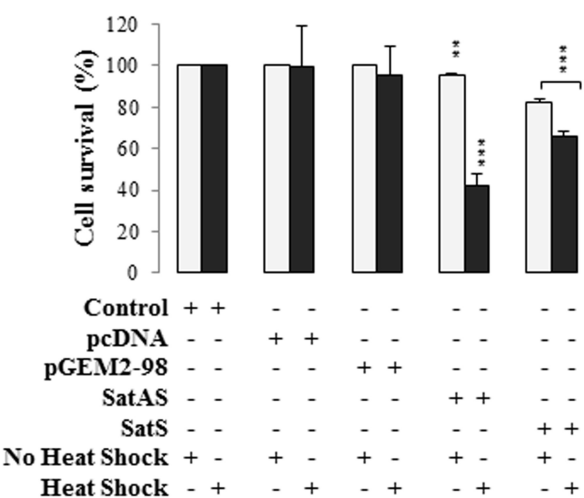 120
100
80
60
40
20
0
Cell survival (%)
**
***
***
Control + + - - - - - - - -
pcDNA - - + + - - - - - -
pGEM2-98 - - - - + + - - - -
SatAS - - - - - - + + - -
SatS - - - - - - - - + +
No Heat Shock + - + - + - + - + -
Heat Shock - + - + - + - + - +